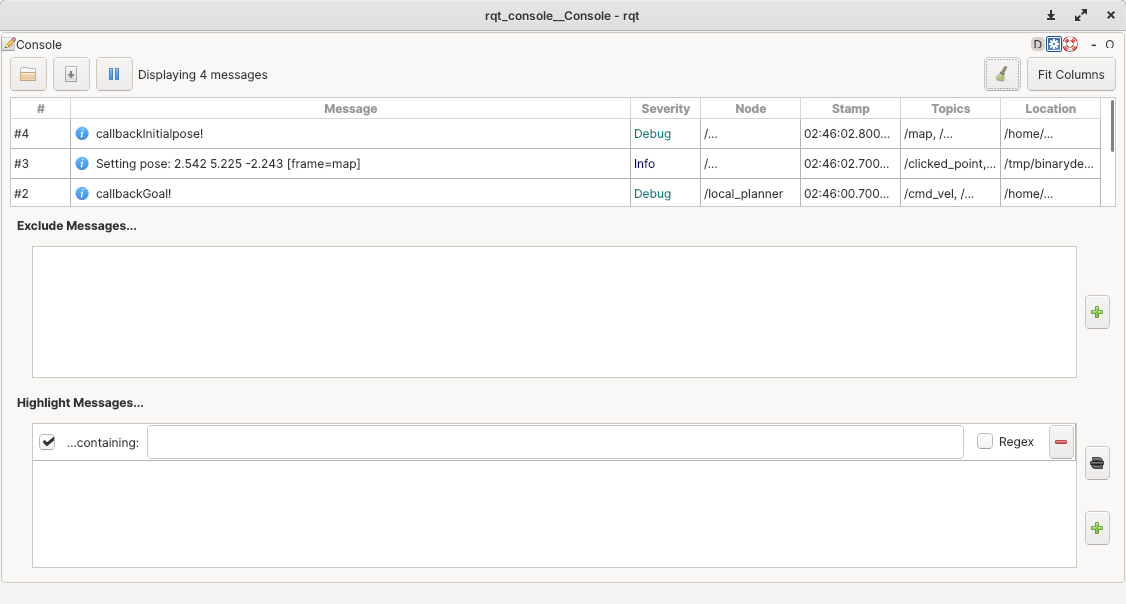 rqt_console__Console - rqt
Console
D
- O
Displaying 4 messages
Fit Columns
# Message Severity Node Stamp Topics Location
#4 callbackInitialpose! Debug /... 02:46:02.800... /map, /... /home/...
#3 Setting pose: 2.542 5.225 -2.243 [frame=map] Info /... 02:46:02.700... /clicked_point,... /tmp/binaryde...
#2 callbackGoal! Debug /local_planner 02:46:00.700... /cmd_vel, /... /home/...
Exclude Messages...
Highlight Messages...
...containing:
Regex